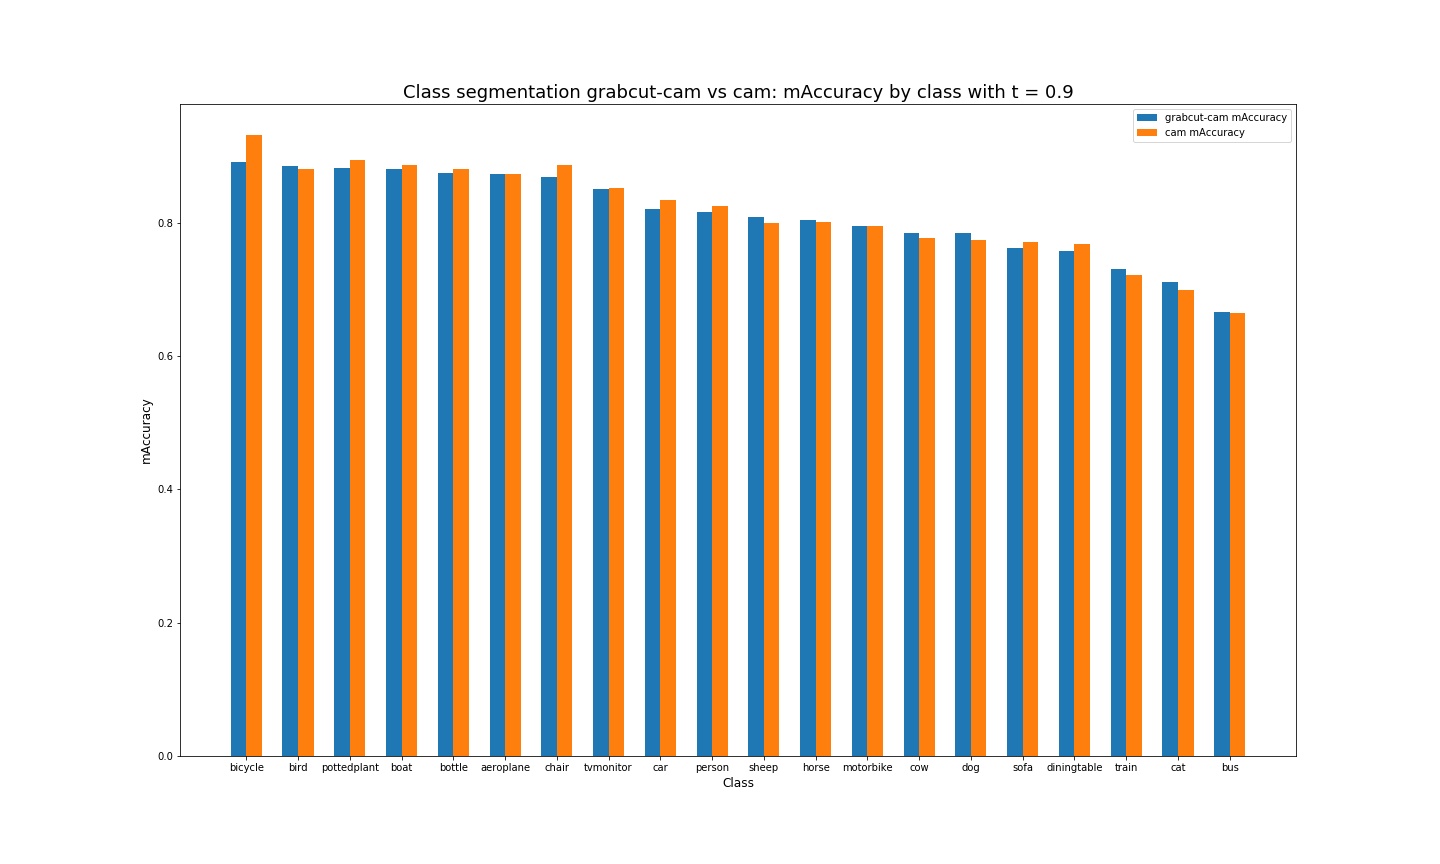 Class segmentation grabcut-cam vs cam: mAccuracy by class with t = 0.9
grabcut-cam mAccuracy
cam mAccuracy
mAccuracy
0.8
0.6
0.4
0.2
0.0
bicycle bird pottedplant boat bottle aeroplane chair tvmonitor car person sheep horse motorbike cow dog sofa diningtable train cat bus
Class